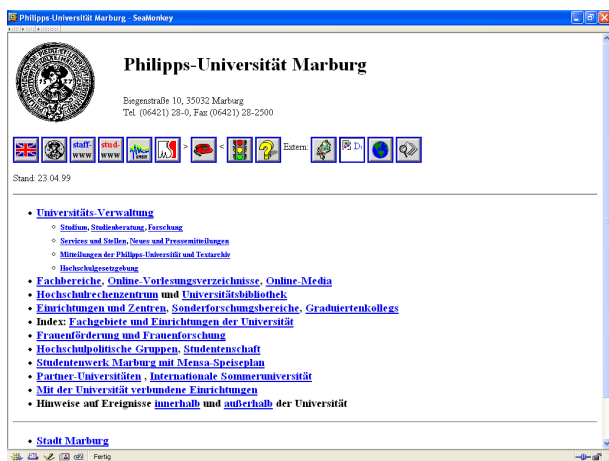 Philipps-Universität Marburg - SeaMonkey
Philipps-Universität Marburg
Biegenstraße 10, 35032 Marburg
Tel. (06421) 28-0, Fax (06421) 28-2500
staff-
www
stud-
www
> < Extern:
Stand: 23.04.99
• Universitäts-Verwaltung
Studium, Studienberatung, Forschung
Services und Stellen, Neues und Pressemitteilungen
Mitteilungen der Philipps-Universität und Textarchiv
Hochschulgesetzgebung
• Fachbereiche, Online-Vorlesungsverzeichnisse, Online-Media
• Hochschulrechenzentrum und Universitätsbibliothek
• Einrichtungen und Zentren, Sonderforschungsbereiche, Graduiertenkollegs
• Index: Fachgebiete und Einrichtungen der Universität
• Frauenförderung und Frauenforschung
• Hochschulpolitische Gruppen, Studentenschaft
• Studentenwerk Marburg mit Mensa-Speiseplan
• Partner-Universitäten , Internationale Sommeruniversität
• Mit der Universität verbundene Einrichtungen
• Hinweise auf Ereignisse innerhalb und außerhalb der Universität
• Stadt Marburg
Fertig